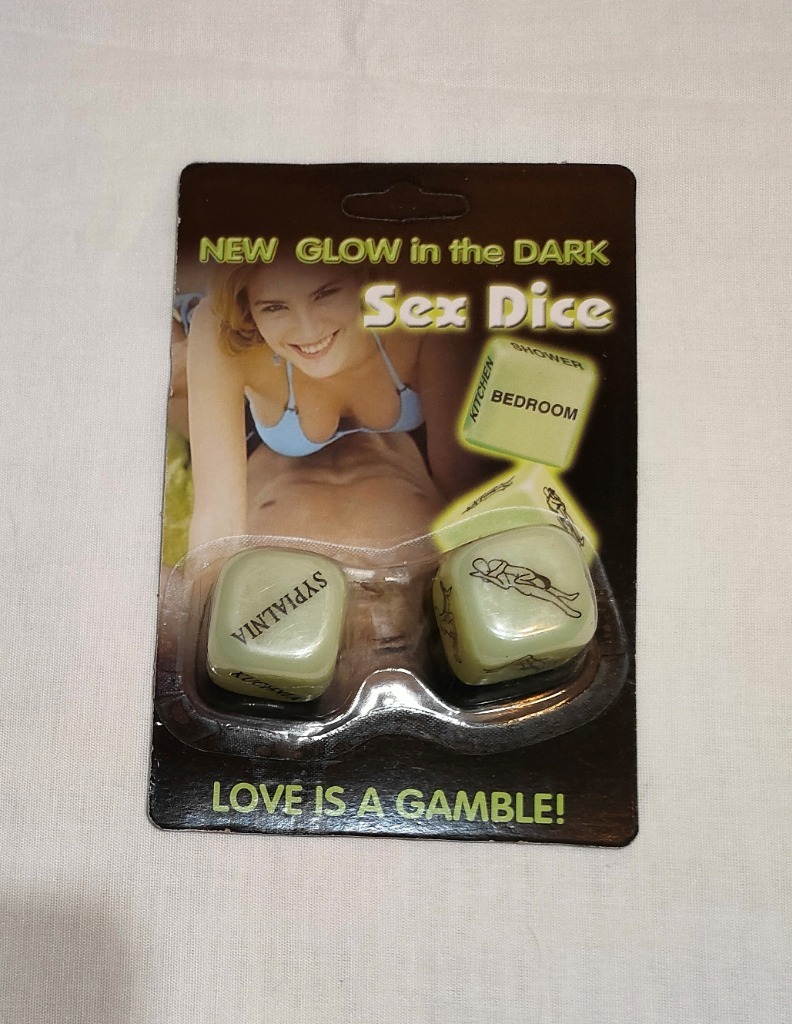 NEW GLOW in the DARK
Sex Dice
SHOWER
KITCHEN
BEDROOM
SYPIALNIA
LOVE IS A GAMBLE!